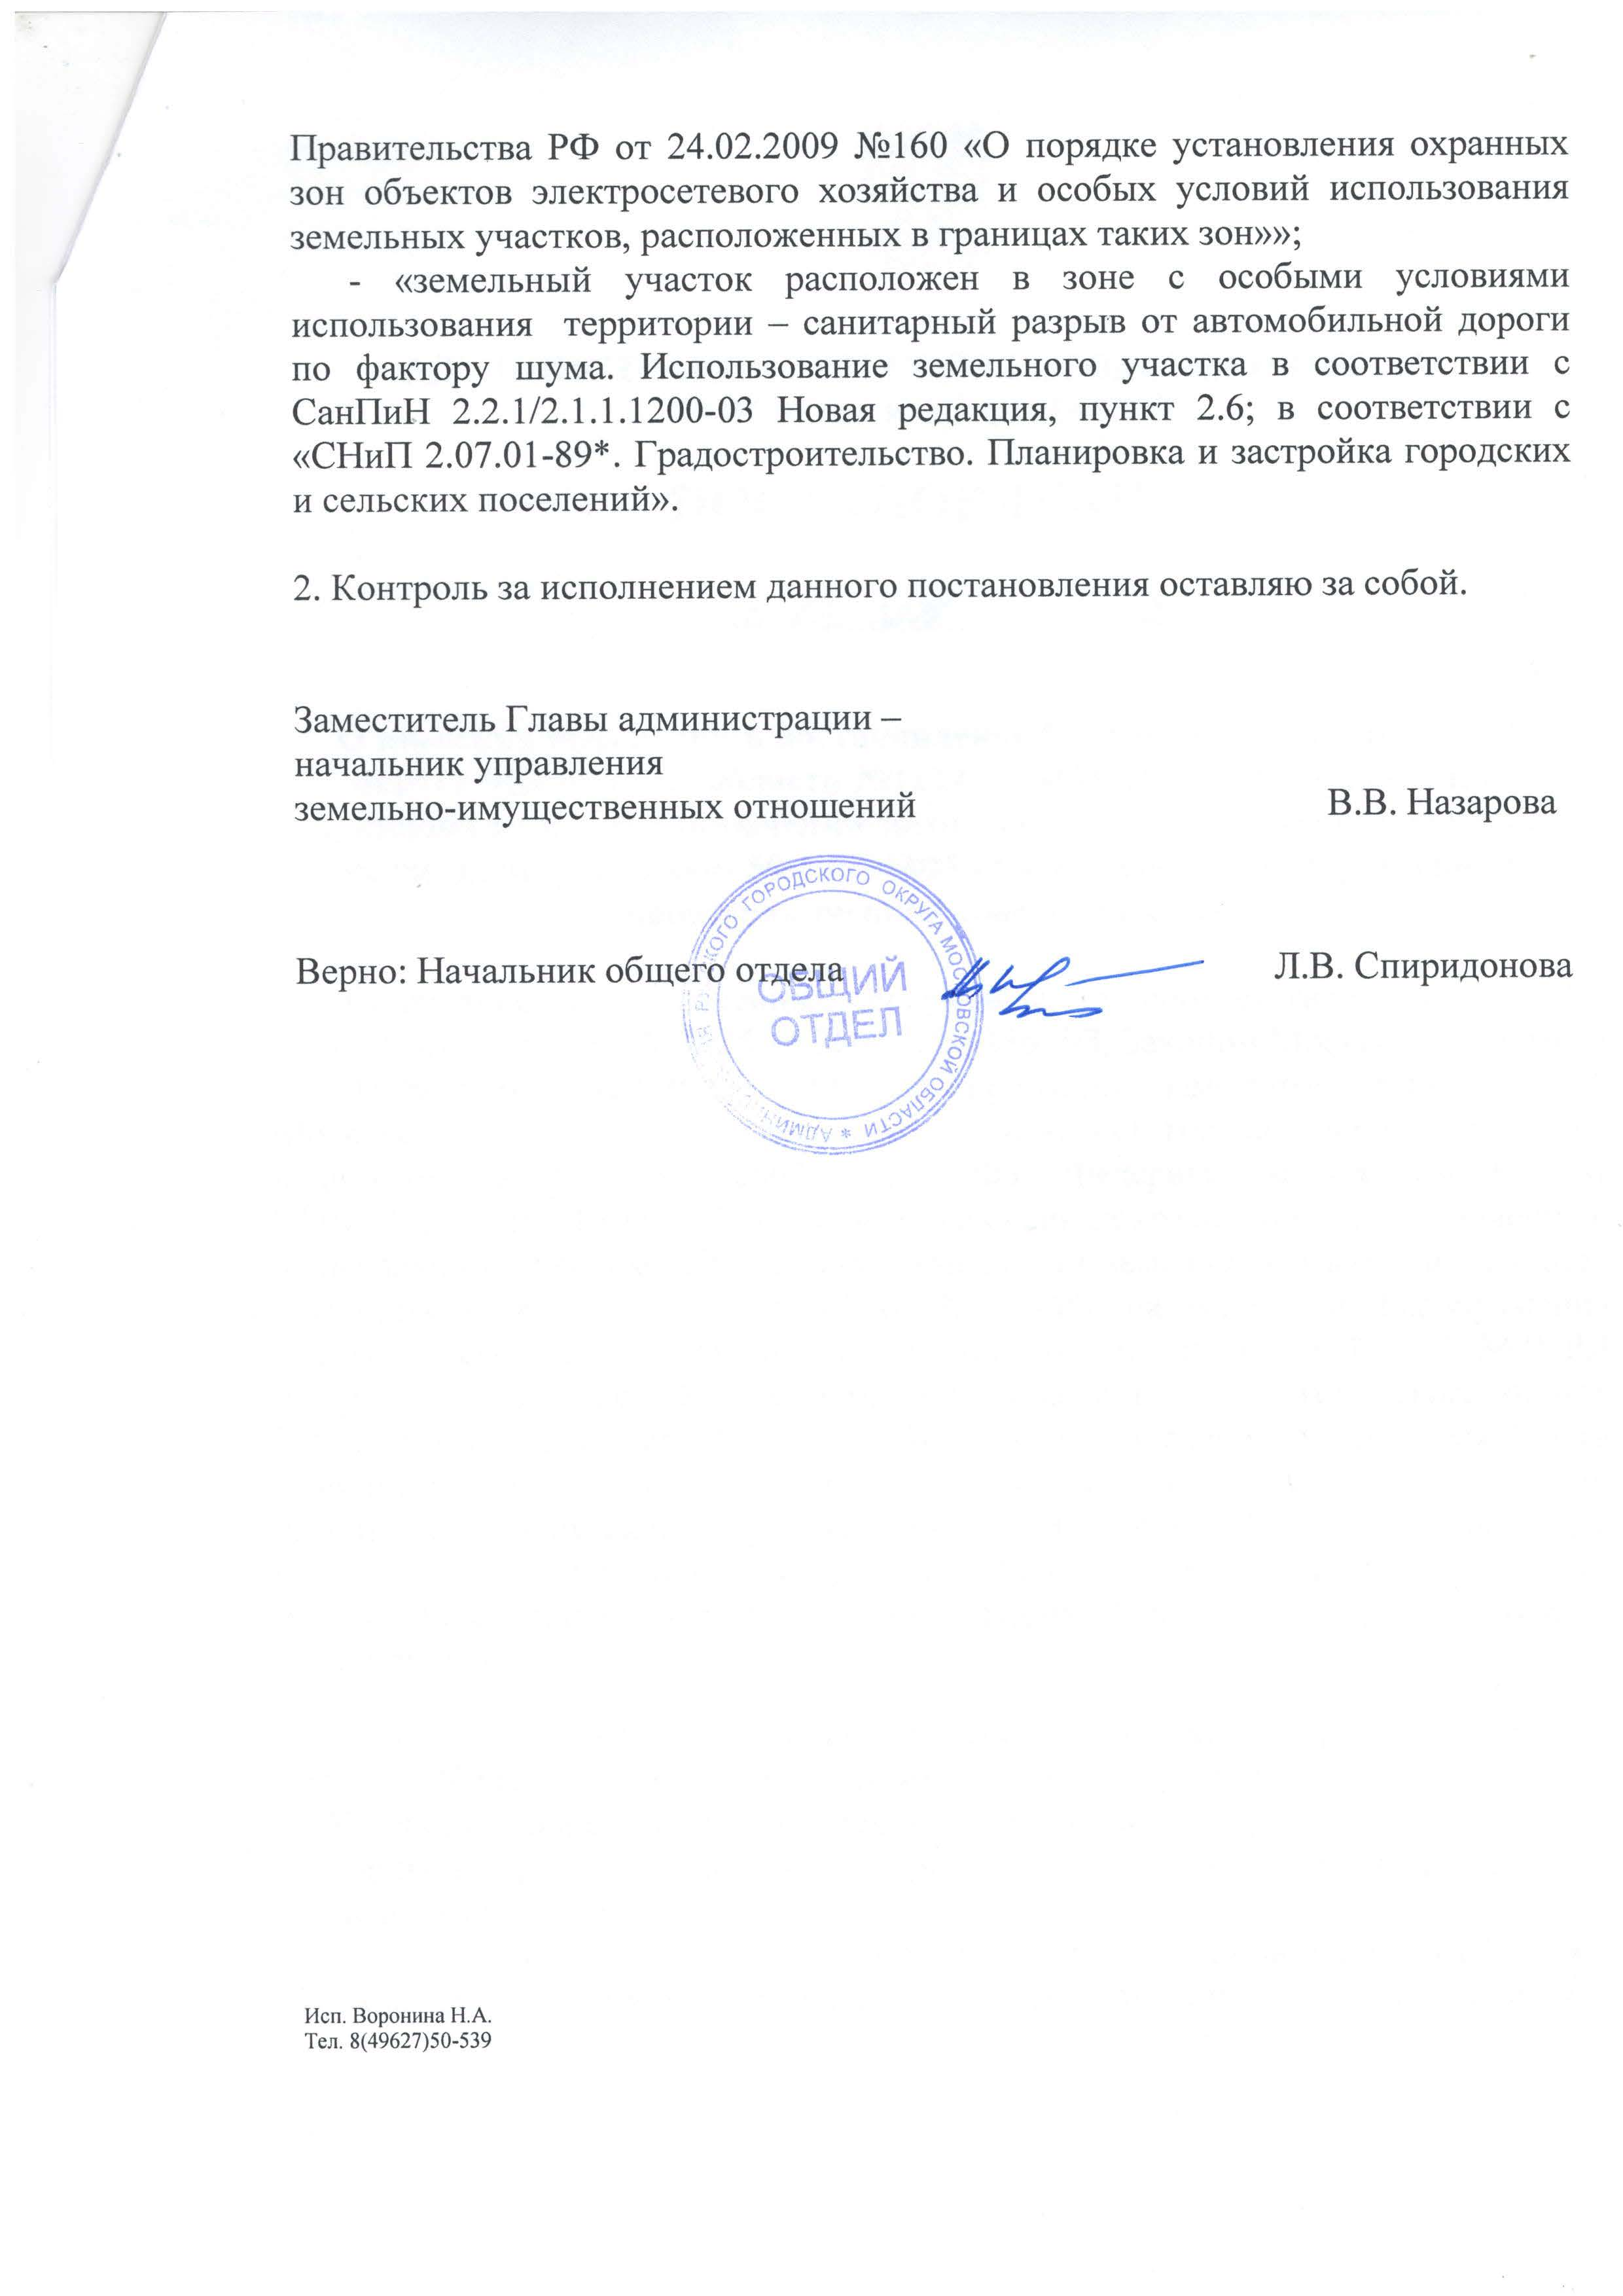 Правительства РФ от 24.02.2009 №160 «О порядке установления охранных
зон объектов электросетевого хозяйства и особых условий использования
земельных участков, расположенных в границах таких зон»»;
- «земельный участок расположен в зоне с особыми условиями
использования территории – санитарный разрыв от автомобильной дороги
по фактору шума. Использование земельного участка в соответствии с
СанПиН 2.2.1/2.1.1.1200-03 Новая редакция, пункт 2.6; в соответствии с
«СНиП 2.07.01-89*. Градостроительство. Планировка и застройка городских
и сельских поселений».
2. Контроль за исполнением данного постановления оставляю за собой.
Заместитель Главы администрации –
начальник управления
земельно-имущественных отношений В.В. Назарова
Верно: Начальник общего отдела Л.В. Спиридонова
ГОРОДСКОГО ОКРУГА МОСКОВСКОЙ ОБЛАСТИ *
ОБЩИЙ
ОТДЕЛ
Исп. Воронина Н.А.
Тел. 8(49627)50-539